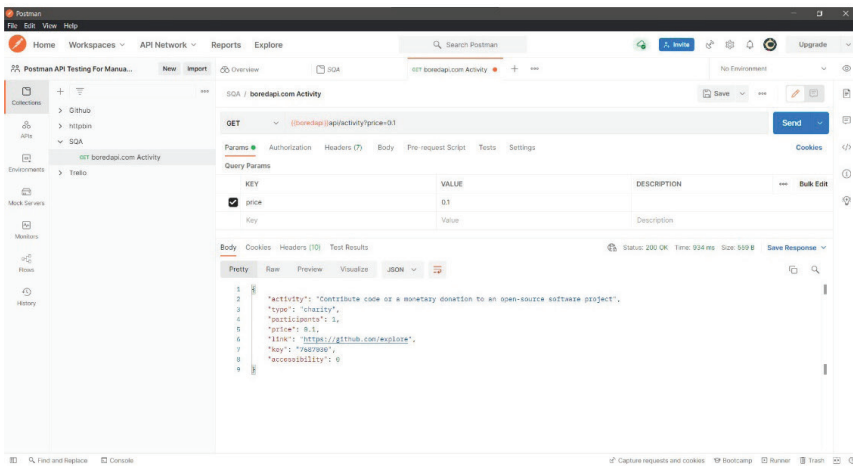 Postman
File Edit View Help
Home Workspaces API Network Reports Explore Search Postman Invite Upgrade
Postman API Testing For Manua... New Import Overview SQA GET boredapi.com Activity No Environment
Collections
APIs
Environments
Mock Servers
Monitors
Flows
History
Github
httpbin
SQA
GET boredapi.com Activity
Trello
SQA / boredapi.com Activity Save
GET {{boredapi}}api/activity?price=0.1 Send
Params Authorization Headers (7) Body Pre-request Script Tests Settings Cookies
Query Params
KEY VALUE DESCRIPTION Bulk Edit
price 0.1
Key Value Description
Body Cookies Headers (10) Test Results Status: 200 OK Time: 934 ms Size: 559 B Save Response
Pretty Raw Preview Visualize JSON
1 {
2 "activity": "Contribute code or a monetary donation to an open-source software project",
3 "type": "charity",
4 "participants": 1,
5 "price": 0.1,
6 "link": "https://github.com/explore",
7 "key": "7687030",
8 "accessibility": 0
9 }
Find and Replace Console Capture requests and cookies Bootcamp Runner Trash